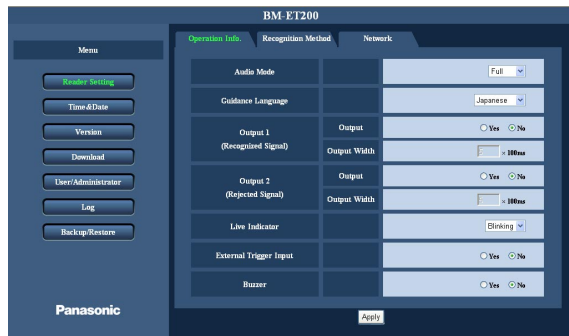 BM-ET200
Menu
Reader Setting
Time&Date
Version
Download
User/Administrator
Log
Backup/Restore
Panasonic
Operation Info. Recognition Method Network
Audio Mode Full
Guidance Language Japanese
Output 1
(Recognized Signal)
Output Yes No
Output Width × 100ms
Output 2
(Rejected Signal)
Output Yes No
Output Width × 100ms
Live Indicator Blinking
External Trigger Input Yes No
Buzzer Yes No
Apply